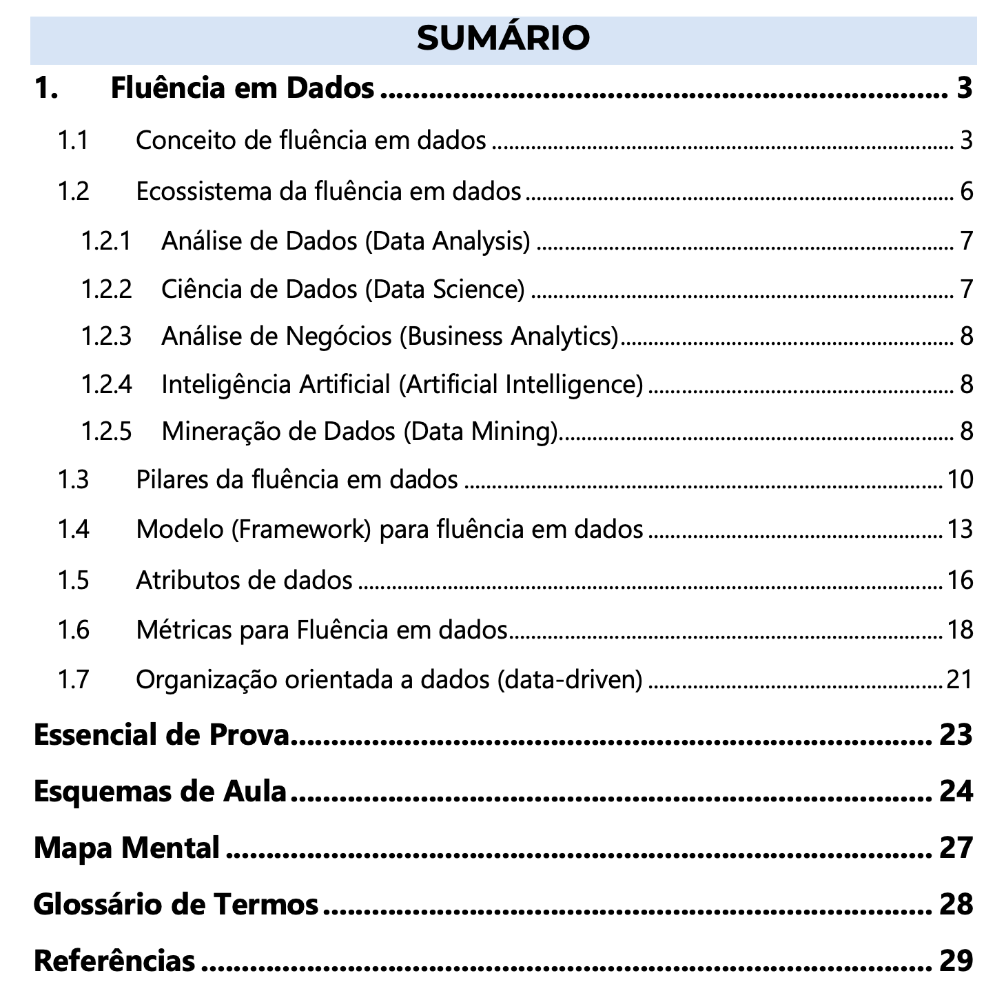 SUMÁRIO
1. Fluência em Dados ........................................................................ 3
1.1 Conceito de fluência em dados ................................................................................... 3
1.2 Ecossistema da fluência em dados ............................................................................. 6
1.2.1 Análise de Dados (Data Analysis) ........................................................................... 7
1.2.2 Ciência de Dados (Data Science) ............................................................................ 7
1.2.3 Análise de Negócios (Business Analytics)............................................................ 8
1.2.4 Inteligência Artificial (Artificial Intelligence) ....................................................... 8
1.2.5 Mineração de Dados (Data Mining)....................................................................... 8
1.3 Pilares da fluência em dados ...................................................................................... 10
1.4 Modelo (Framework) para fluência em dados ..................................................... 13
1.5 Atributos de dados ......................................................................................................... 16
1.6 Métricas para Fluência em dados.............................................................................. 18
1.7 Organização orientada a dados (data-driven) ..................................................... 21
Essencial de Prova................................................................................. 23
Esquemas de Aula ................................................................................. 24
Mapa Mental ......................................................................................... 27
Glossário de Termos ............................................................................. 28
Referências ............................................................................................ 29